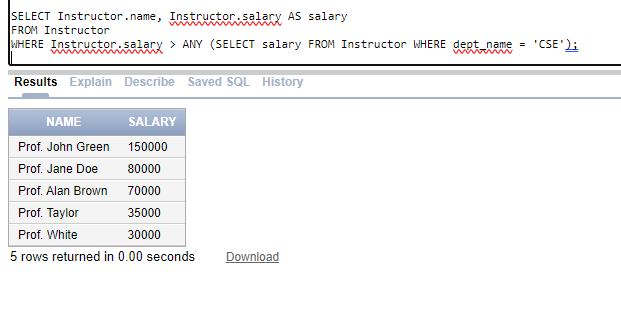 SELECT Instructor.name, Instructor.salary AS salary
FROM Instructor
WHERE Instructor.salary > ANY (SELECT salary FROM Instructor WHERE dept_name = 'CSE');
Results Explain Describe Saved SQL History
NAME SALARY
Prof. John Green 150000
Prof. Jane Doe 80000
Prof. Alan Brown 70000
Prof. Taylor 35000
Prof. White 30000
5 rows returned in 0.00 seconds Download